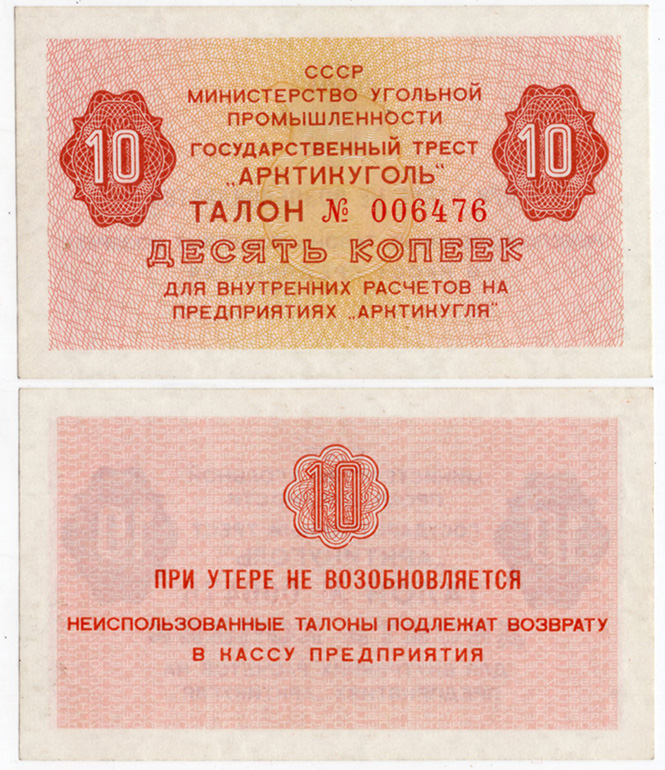 СССР
МИНИСТЕРСТВО УГОЛЬНОЙ
ПРОМЫШЛЕННОСТИ
ГОСУДАРСТВЕННЫЙ ТРЕСТ
„АРКТИКУГОЛЬ"
ТАЛОН № 006476
10 10
ДЕСЯТЬ КОПЕЕК
ДЛЯ ВНУТРЕННИХ РАСЧЕТОВ НА
ПРЕДПРИЯТИЯХ „АРКТИКУГЛЯ"
10
ПРИ УТЕРЕ НЕ ВОЗОБНОВЛЯЕТСЯ
НЕИСПОЛЬЗОВАННЫЕ ТАЛОНЫ ПОДЛЕЖАТ ВОЗВРАТУ
В КАССУ ПРЕДПРИЯТИЯ